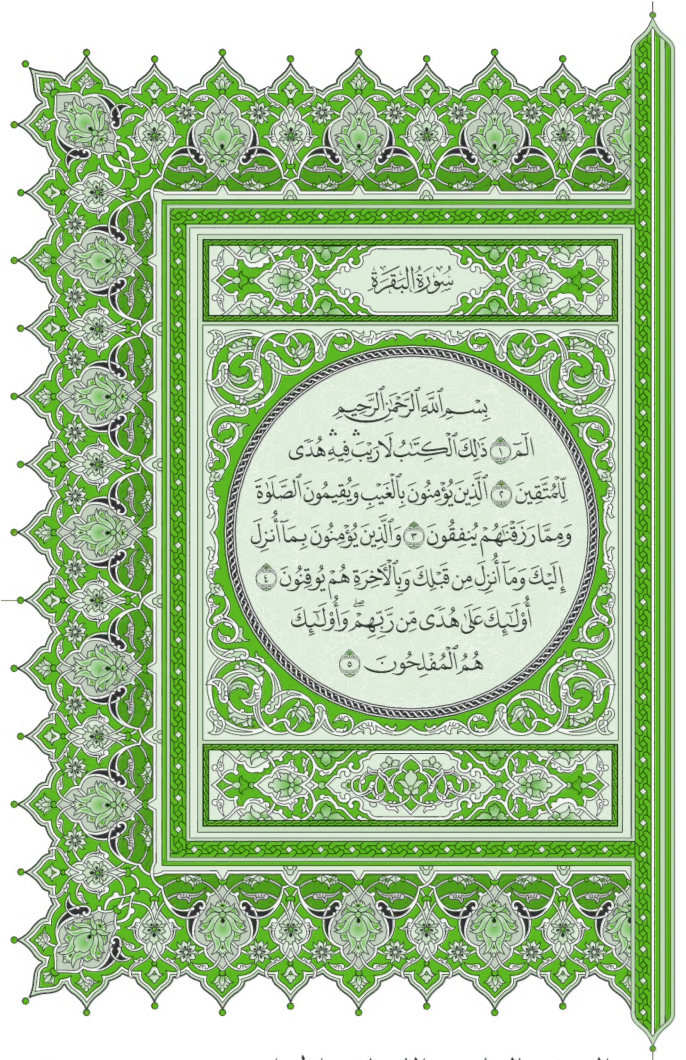 سُورَةُ البَقَرَةِ
بِسۡمِ ٱللَّهِ ٱلرَّحۡمَٰنِ ٱلرَّحِيمِ
الٓمٓ ١ ذَٰلِكَ ٱلۡكِتَٰبُ لَا رَيۡبَۛ فِيهِۛ هُدٗى
لِّلۡمُتَّقِينَ ٢ ٱلَّذِينَ يُؤۡمِنُونَ بِٱلۡغَيۡبِ وَيُقِيمُونَ ٱلصَّلَوٰةَ
وَمِمَّا رَزَقۡنَٰهُمۡ يُنفِقُونَ ٣ وَٱلَّذِينَ يُؤۡمِنُونَ بِمَآ أُنزِلَ
إِلَيۡكَ وَمَآ أُنزِلَ مِن قَبۡلِكَ وَبِٱلۡأٓخِرَةِ هُمۡ يُوقِنُونَ ٤
أُوْلَٰٓئِكَ عَلَىٰ هُدٗى مِّن رَّبِّهِمۡۖ وَأُوْلَٰٓئِكَ
هُمُ ٱلۡمُفۡلِحُونَ ٥